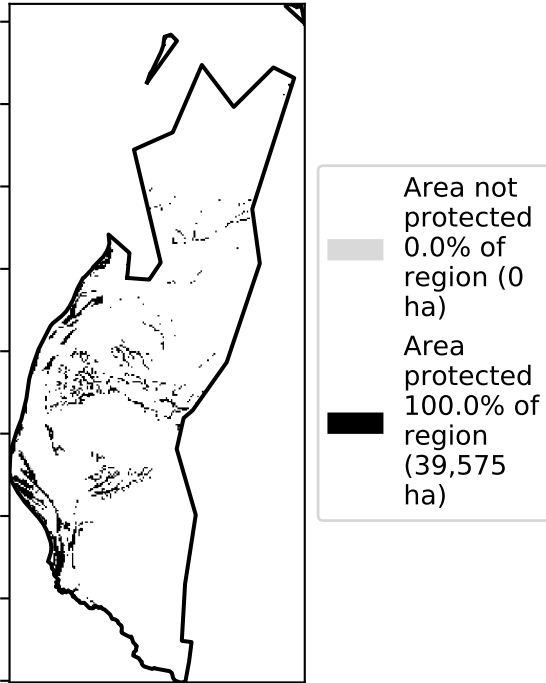 Area not
protected
0.0% of
region (0
ha)
Area
protected
100.0% of
region
(39,575
ha)